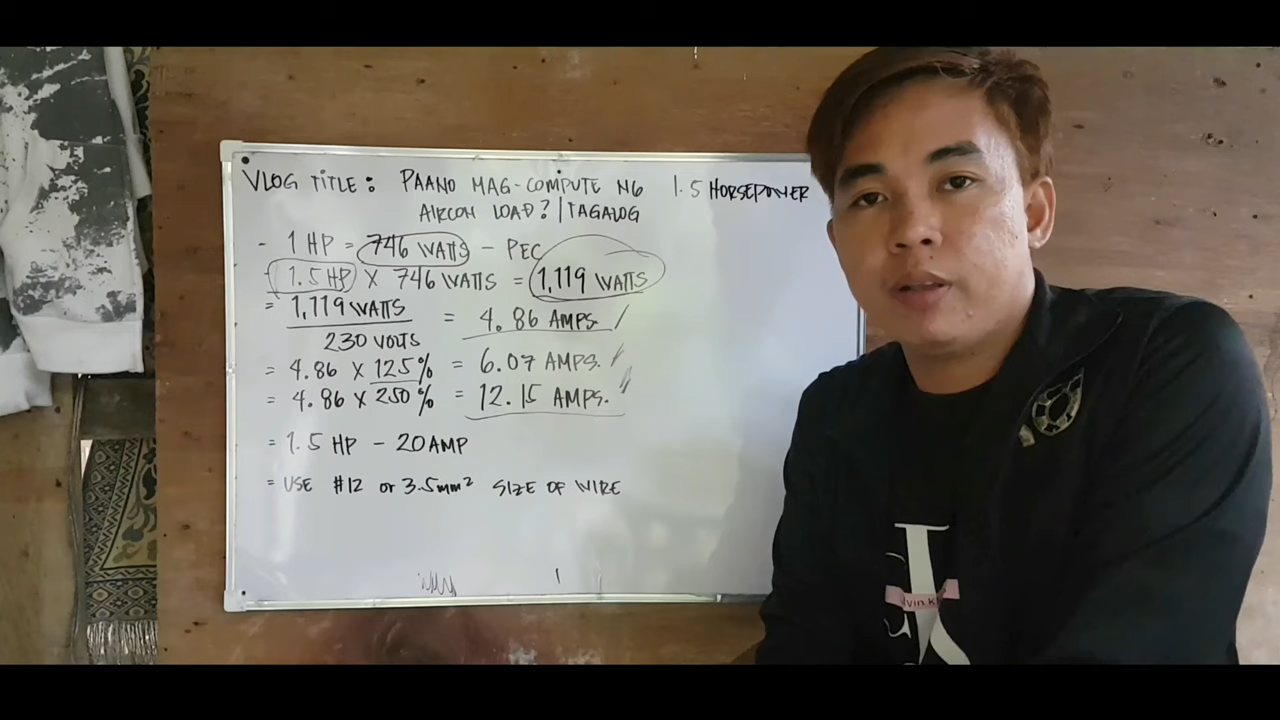 VLOG TITLE: PAANO MAG-COMPUTE NG 1.5 HORSEPOWER
AIRCON LOAD? | TAGALOG
- 1 HP = 746 WATTS - PEC
- 1.5 HP X 746 WATTS = 1,119 WATTS
= 1,119 WATTS = 4.86 AMPS.
230 VOLTS
= 4.86 X 125% = 6.07 AMPS.
= 4.86 X 250% = 12.15 AMPS.
= 1.5 HP - 20 AMP
= USE #12 or 3.5mm² SIZE OF WIRE